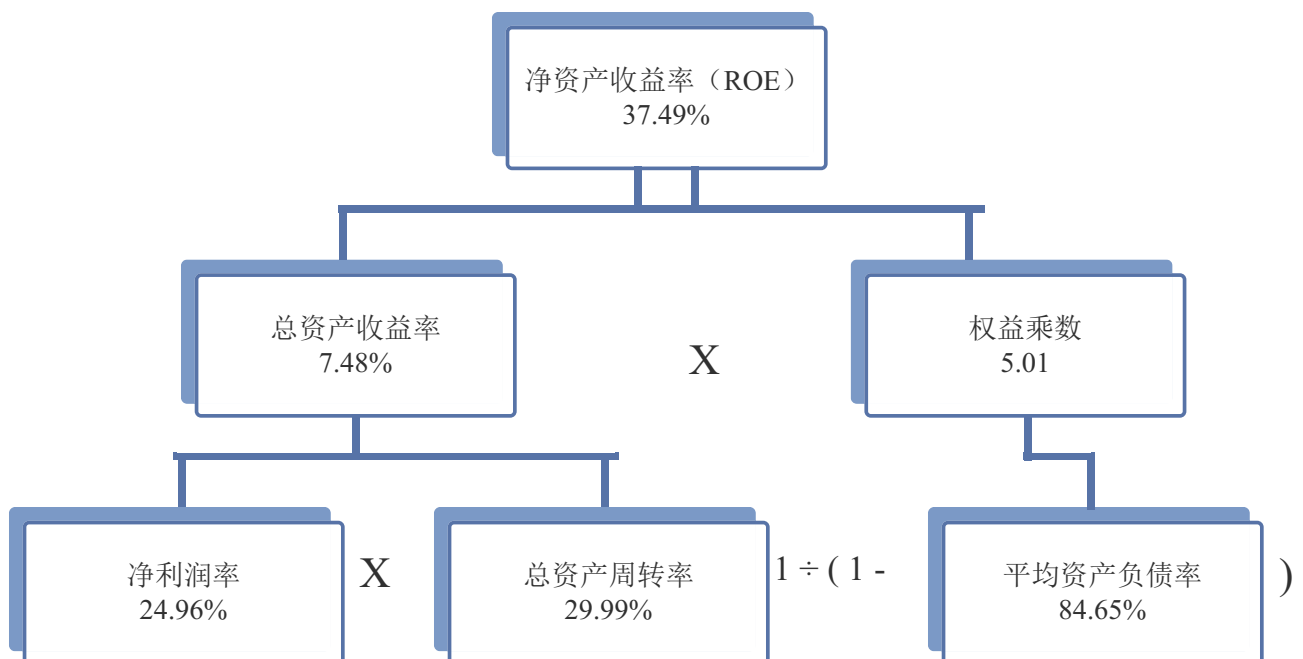 净资产收益率（ROE）
37.49%
总资产收益率
7.48%
X
权益乘数
5.01
净利润率
24.96%
X
总资产周转率
29.99%
1 ÷ ( 1 -
平均资产负债率
84.65%
)